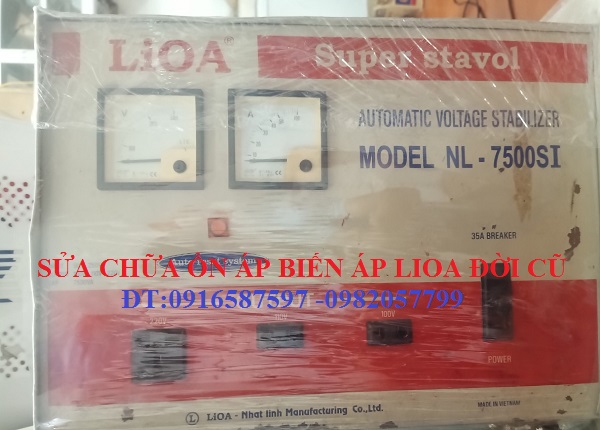 LiOA Super stavol
AUTOMATIC VOLTAGE STABILIZER
MODEL NL - 7500SI
35A BREAKER
SỬA CHỮA ỔN ÁP BIẾN ÁP LIOA ĐỜI CŨ
ĐT:0916587597 -0982057799
220V
100V
POWER
MADE IN VIETNAM
LiOA - Nhat linh Manufacturing Co.,Ltd.